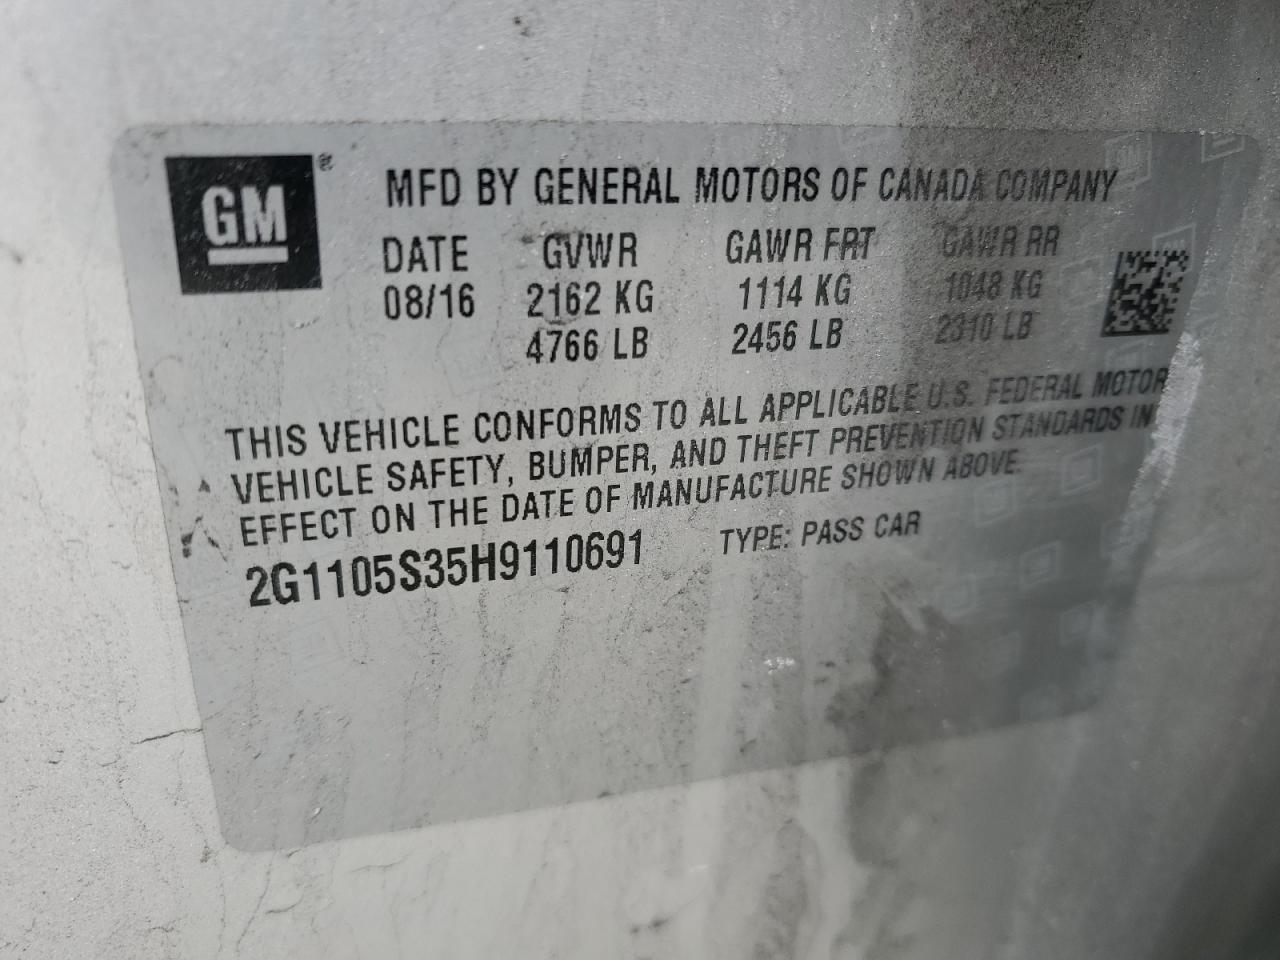 GM ®
MFD BY GENERAL MOTORS OF CANADA COMPANY
DATE GVWR GAWR FRT GAWR RR
08/16 2162 KG 1114 KG 1048 KG
4766 LB 2456 LB 2310 LB
THIS VEHICLE CONFORMS TO ALL APPLICABLE U.S. FEDERAL MOTOR
VEHICLE SAFETY, BUMPER, AND THEFT PREVENTION STANDARDS IN
EFFECT ON THE DATE OF MANUFACTURE SHOWN ABOVE.
2G1105S35H9110691 TYPE: PASS CAR